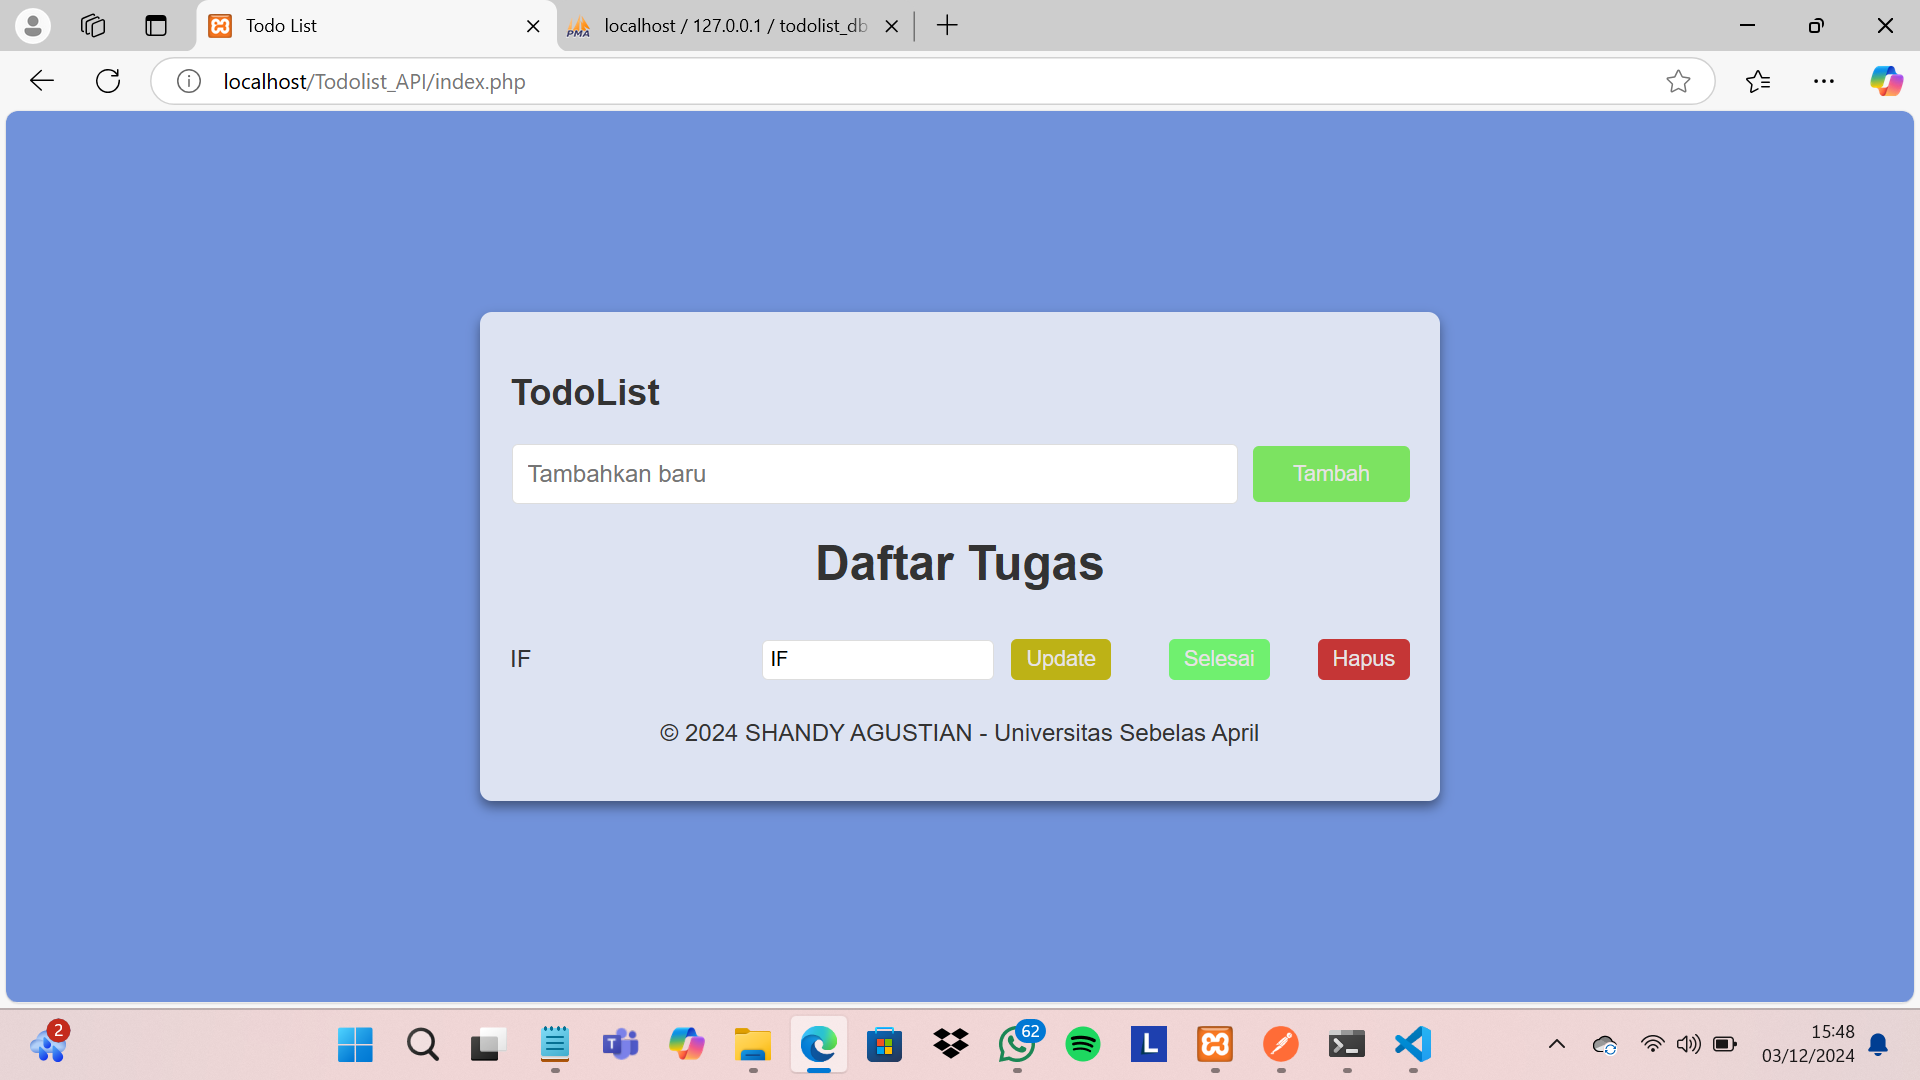 Todo List
localhost / 127.0.0.1 / todolist_db
localhost/Todolist_API/index.php
TodoList
Tambahkan baru
Tambah
Daftar Tugas
IF
IF
Update
Selesai
Hapus
© 2024 SHANDY AGUSTIAN - Universitas Sebelas April
2
62
L
15:48
03/12/2024
PMA
T